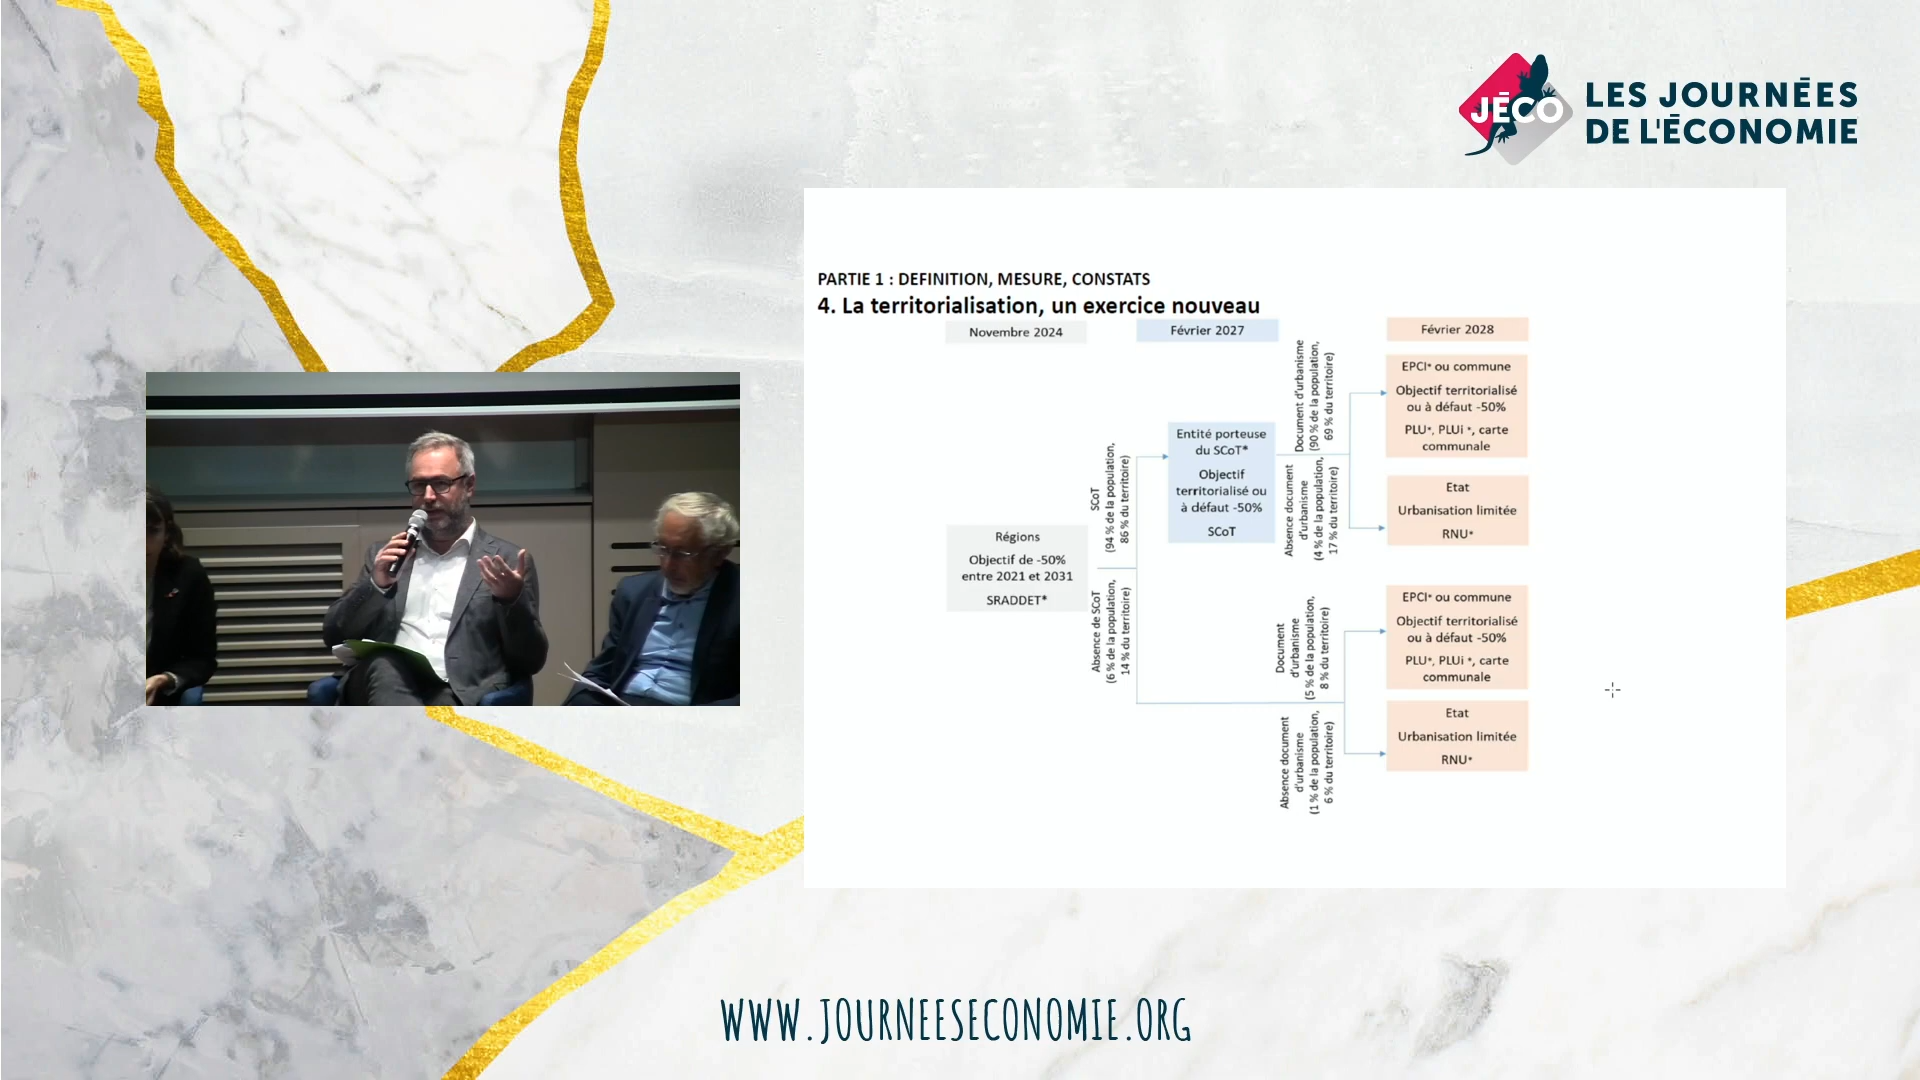 JÉCO
LES JOURNÉES
DE L'ÉCONOMIE
PARTIE 1 : DEFINITION, MESURE, CONSTATS
4. La territorialisation, un exercice nouveau
Novembre 2024
Février 2027
Février 2028
Régions
Objectif de -50%
entre 2021 et 2031
SRADDET*
SCoT
(94 % de la population,
86 % du territoire)
Absence de SCoT
(6 % de la population,
14 % du territoire)
Entité porteuse
du SCoT*
Objectif
territorialisé ou
à défaut -50%
SCoT
Document d'urbanisme
(90 % de la population,
69 % du territoire)
Absence document
d'urbanisme
(4 % de la population,
17 % du territoire)
Document
d'urbanisme
(5 % de la population,
8 % du territoire)
Absence document
d'urbanisme
(1 % de la population,
6 % du territoire)
EPCI* ou commune
Objectif territorialisé
ou à défaut -50%
PLU*, PLUi *, carte
communale
Etat
Urbanisation limitée
RNU*
EPCI* ou commune
Objectif territorialisé
ou à défaut -50%
PLU*, PLUi *, carte
communale
Etat
Urbanisation limitée
RNU*
WWW.JOURNEESECONOMIE.ORG